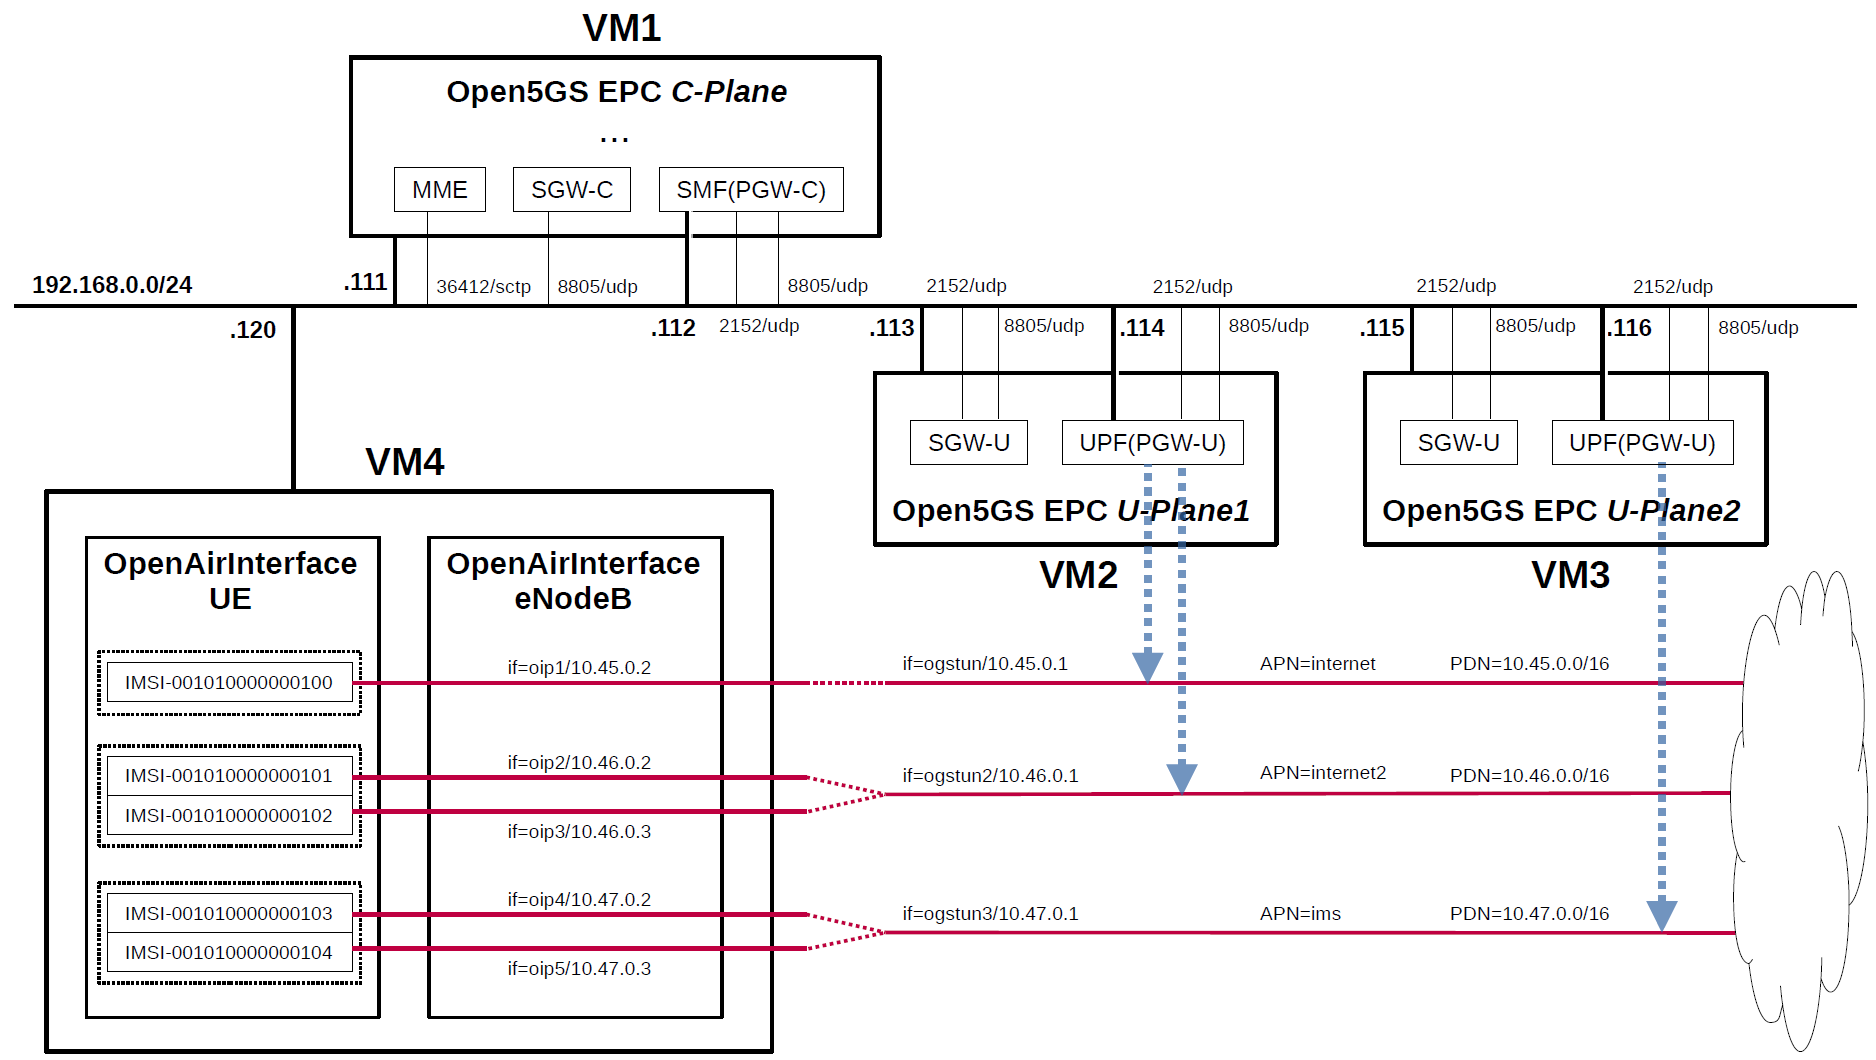 VM1
Open5GS EPC C-Plane
...
MME
SGW-C
SMF(PGW-C)
192.168.0.0/24
.111
36412/sctp
8805/udp
8805/udp
2152/udp
2152/udp
2152/udp
2152/udp
.120
.112
2152/udp
.113
8805/udp
.114
8805/udp
.115
8805/udp
.116
8805/udp
SGW-U
UPF(PGW-U)
SGW-U
UPF(PGW-U)
VM4
Open5GS EPC U-Plane1
Open5GS EPC U-Plane2
VM2
VM3
OpenAirInterface
UE
OpenAirInterface
eNodeB
IMSI-001010000000100
if=oip1/10.45.0.2
if=ogstun/10.45.0.1
APN=internet
PDN=10.45.0.0/16
IMSI-001010000000101
IMSI-001010000000102
if=oip2/10.46.0.2
if=oip3/10.46.0.3
if=ogstun2/10.46.0.1
APN=internet2
PDN=10.46.0.0/16
IMSI-001010000000103
IMSI-001010000000104
if=oip4/10.47.0.2
if=oip5/10.47.0.3
if=ogstun3/10.47.0.1
APN=ims
PDN=10.47.0.0/16